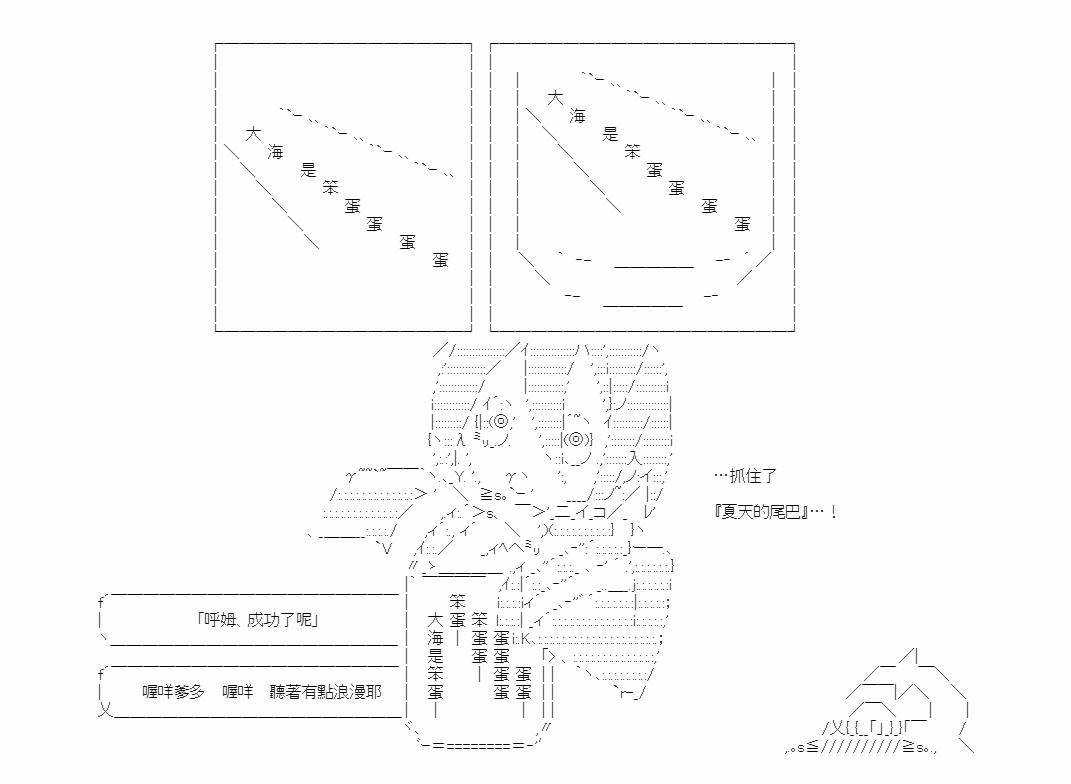 大海是笨蛋蛋蛋蛋
大海是笨蛋蛋蛋蛋
…抓住了
『夏天的尾巴』…！
「呼姆、成功了呢」
喔咩爹多　喔咩　聽著有點浪漫耶
大海是笨蛋｜
笨蛋｜
笨蛋蛋｜
蛋蛋蛋蛋｜
蛋蛋｜｜